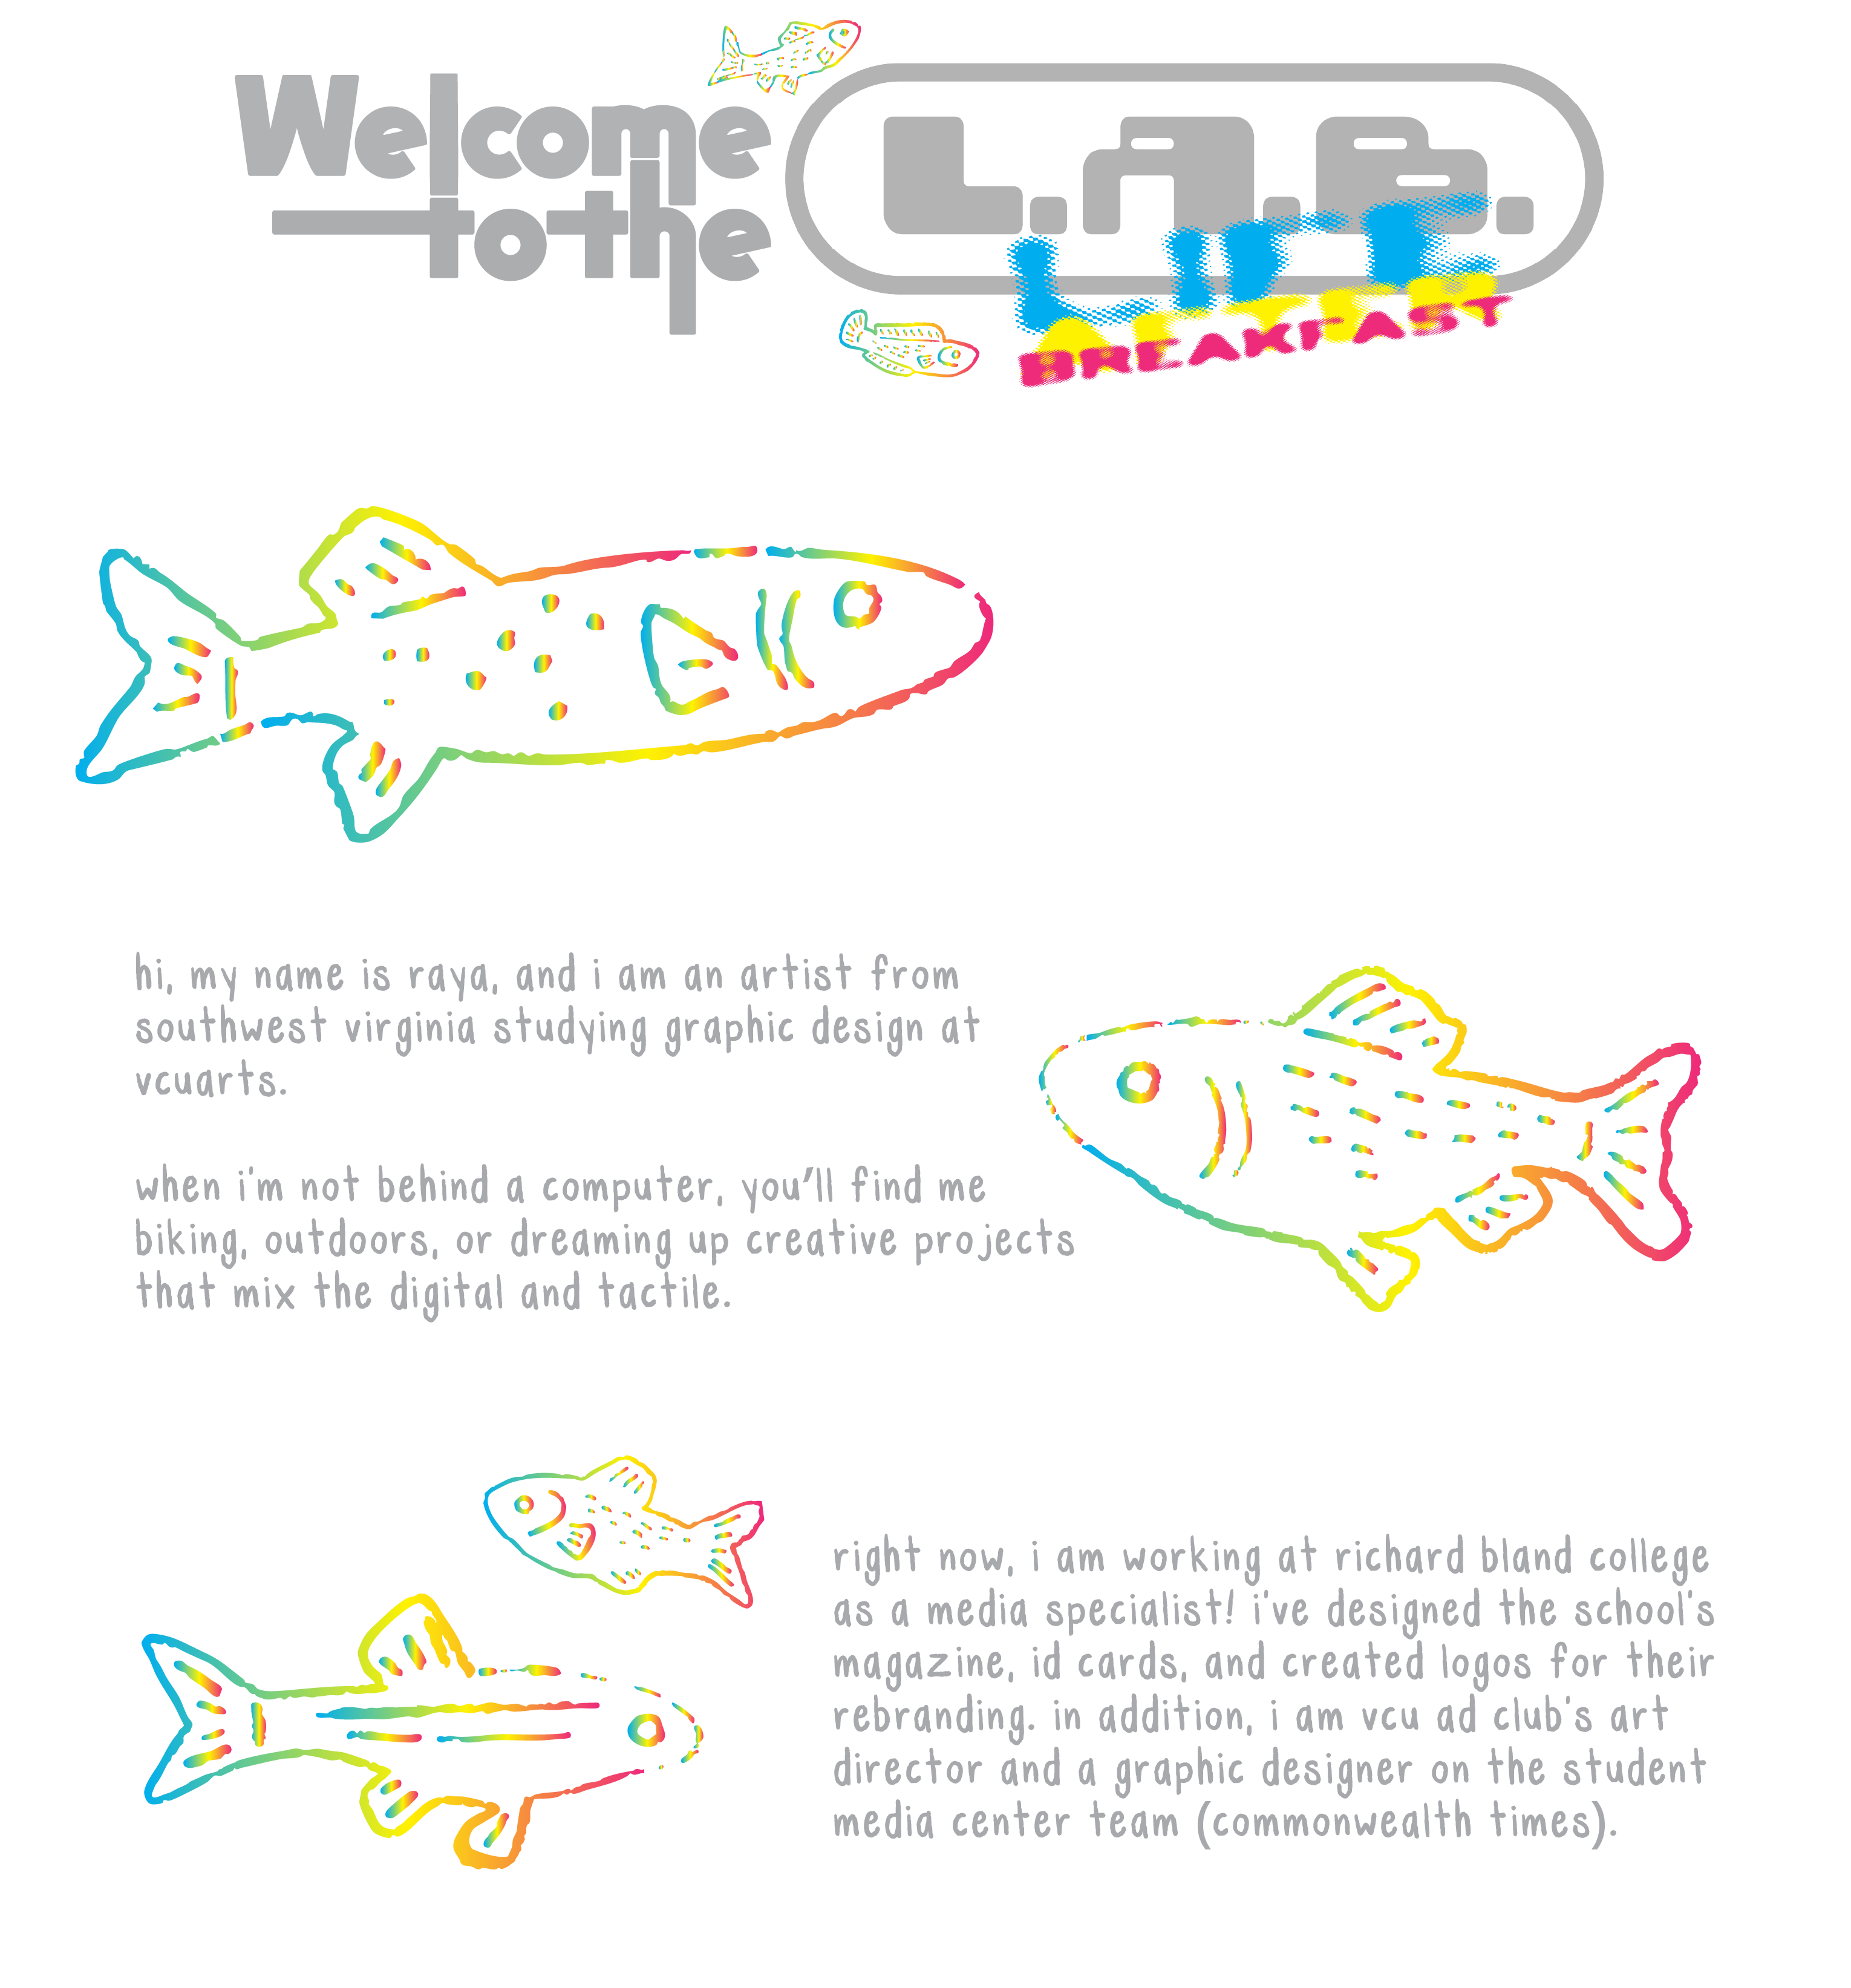 Welcome
to the
L.A.B.
LIFE
AFTER
BREAKFAST
hi, my name is raya, and i am an artist from
southwest virginia studying graphic design at
vcuarts.
when i'm not behind a computer, you'll find me
biking, outdoors, or dreaming up creative projects
that mix the digital and tactile.
right now, i am working at richard bland college
as a media specialist! i've designed the school's
magazine, id cards, and created logos for their
rebranding. in addition, i am vcu ad club's art
director and a graphic designer on the student
media center team (commonwealth times).